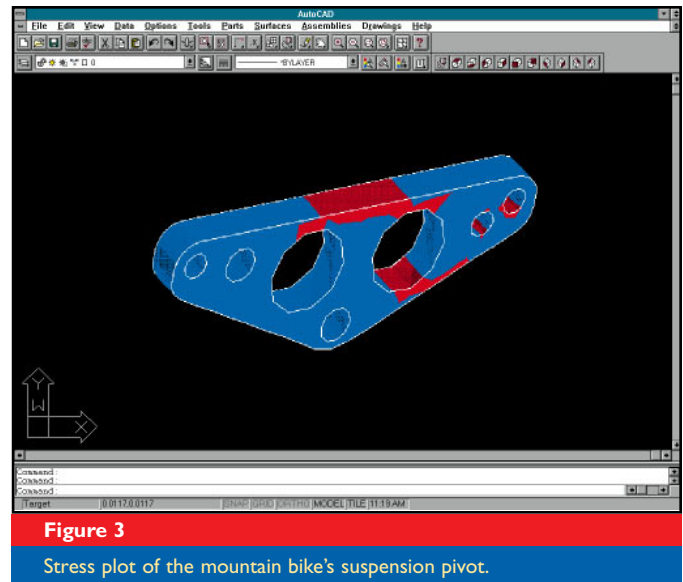 AutoCAD
File Edit View Data Options Tools Parts Surfaces Assemblies Drawings Help
0 BYLAYER
Y
W
X
Command:
Command:
Command:
Target 0.0117,0.0117 SNAP GRID ORTHO MODEL TILE 11:19 AM
Figure 3
Stress plot of the mountain bike's suspension pivot.